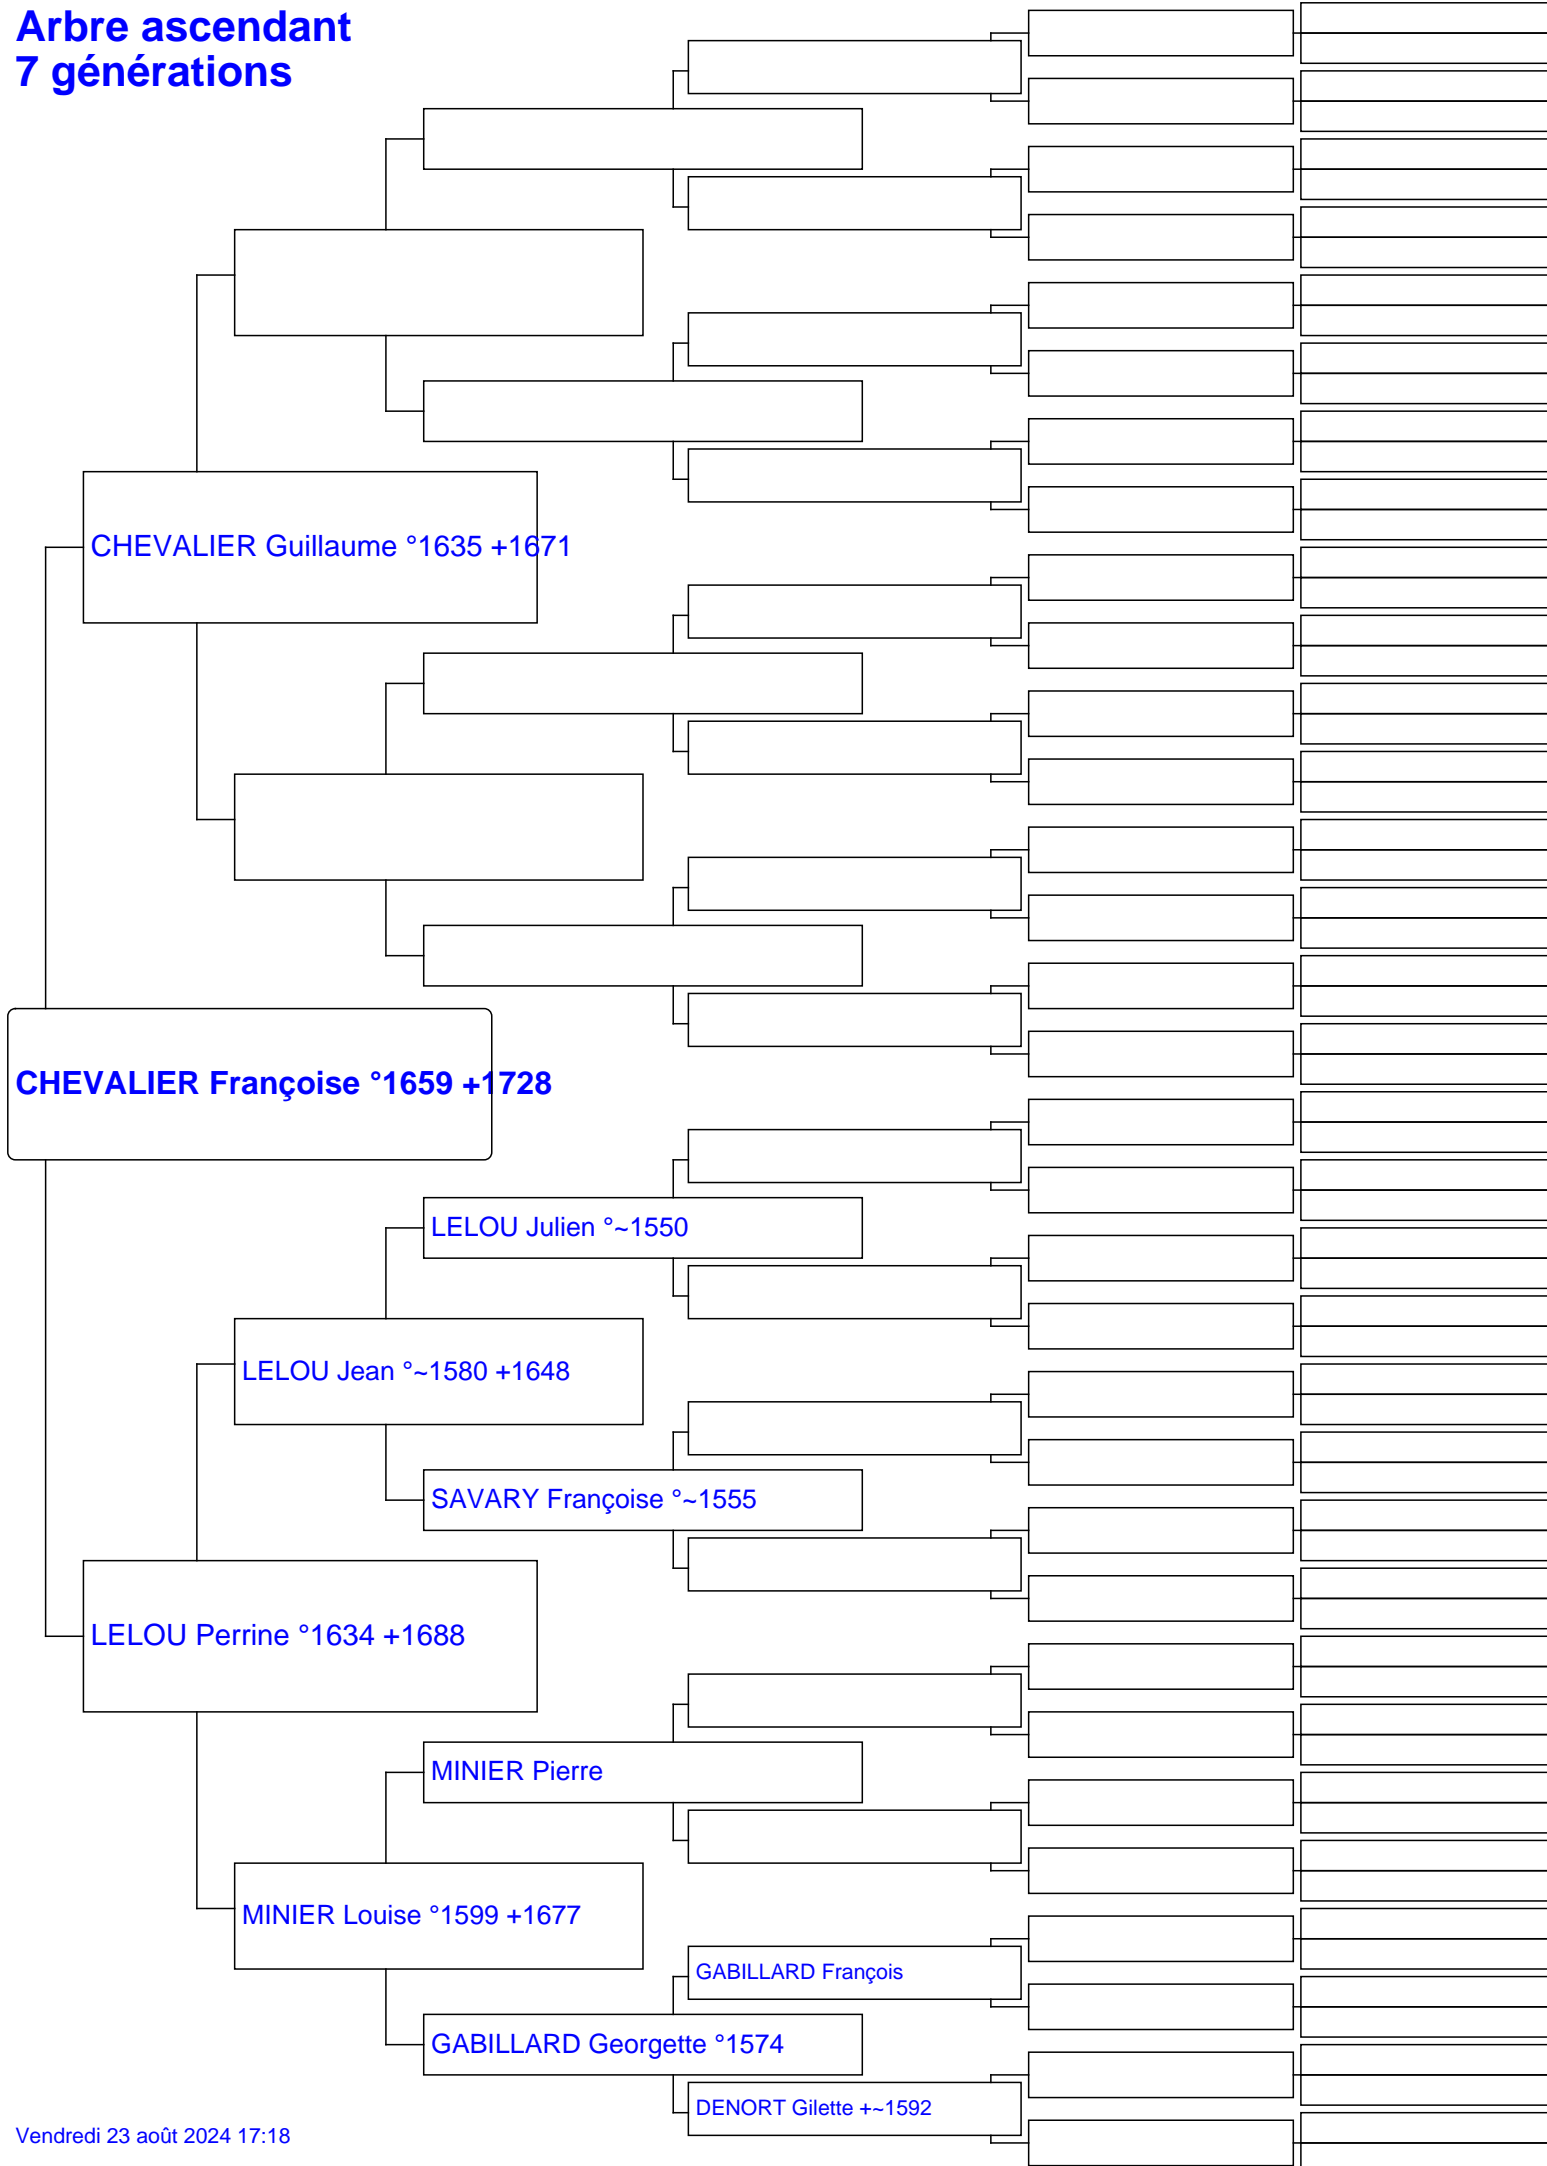 Arbre ascendant
7 générations
CHEVALIER Guillaume °1635 +1671
CHEVALIER Françoise °1659 +1728
LELOU Julien °~1550
LELOU Jean °~1580 +1648
SAVARY Françoise °~1555
LELOU Perrine °1634 +1688
MINIER Pierre
MINIER Louise °1599 +1677
GABILLARD François
GABILLARD Georgette °1574
DENORT Gilette +~1592
Vendredi 23 août 2024 17:18